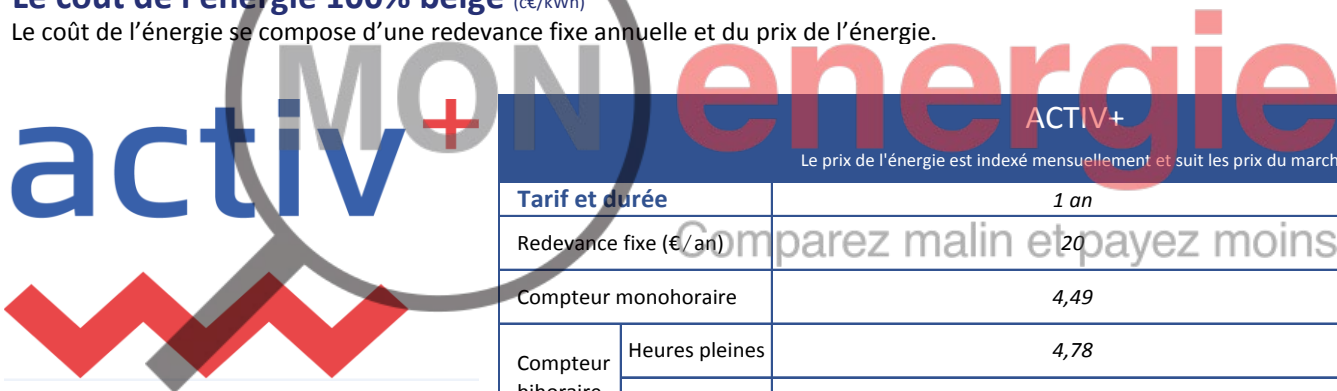 Le coût de l'énergie 100% belge (c€/kWh)
Le coût de l’énergie se compose d’une redevance fixe annuelle et du prix de l’énergie.
MON energie
activ+
ACTIV+
Le prix de l'énergie est indexé mensuellement et suit les prix du march
Tarif et durée 1 an
Comparez malin et payez moins
Redevance fixe (€/an) 20
Compteur monohoraire 4,49
Compteur Heures pleines 4,78
bihoraire